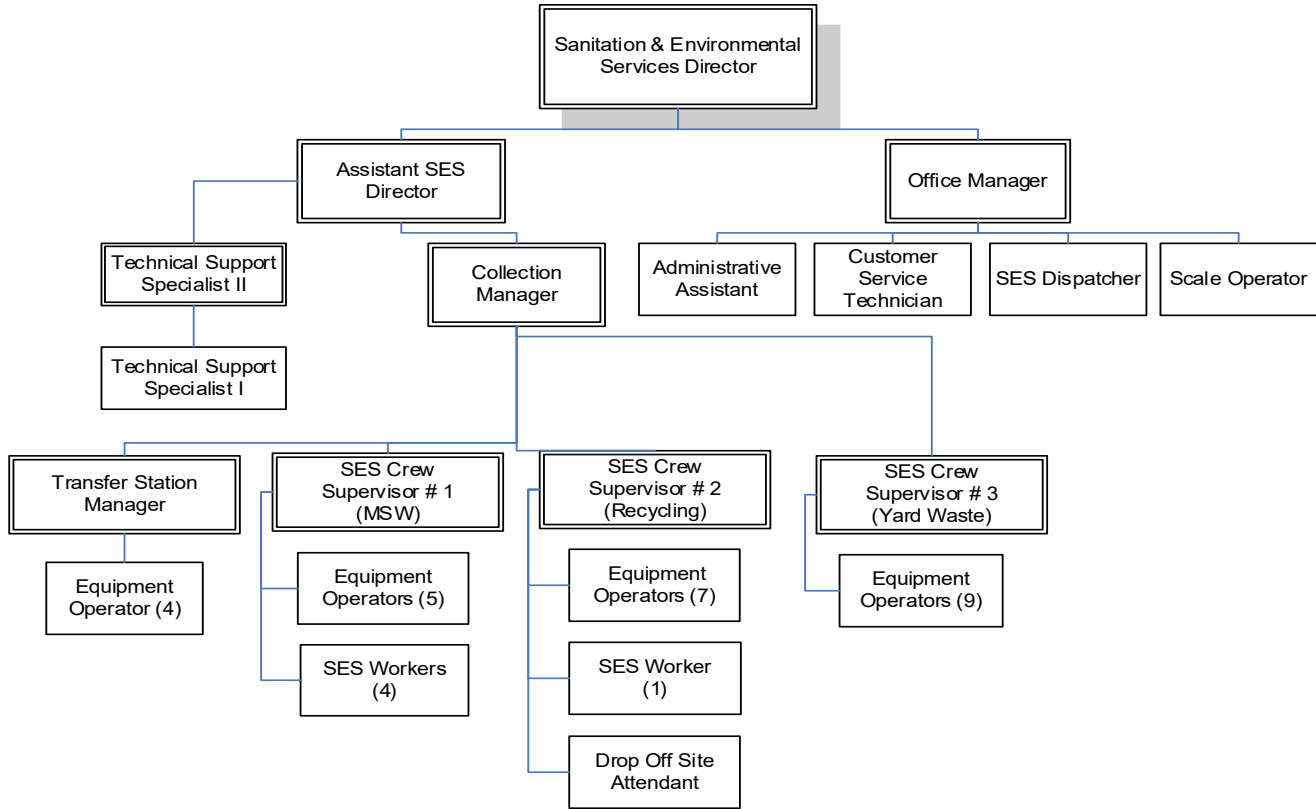 Sanitation & Environmental
Services Director
Assistant SES
Director
Office Manager
Technical Support
Specialist II
Collection
Manager
Administrative
Assistant
Customer
Service
Technician
SES Dispatcher
Scale Operator
Technical Support
Specialist I
Transfer Station
Manager
SES Crew
Supervisor # 1
(MSW)
SES Crew
Supervisor # 2
(Recycling)
SES Crew
Supervisor # 3
(Yard Waste)
Equipment
Operator (4)
Equipment
Operators (5)
Equipment
Operators (7)
Equipment
Operators (9)
SES Workers
(4)
SES Worker
(1)
Drop Off Site
Attendant